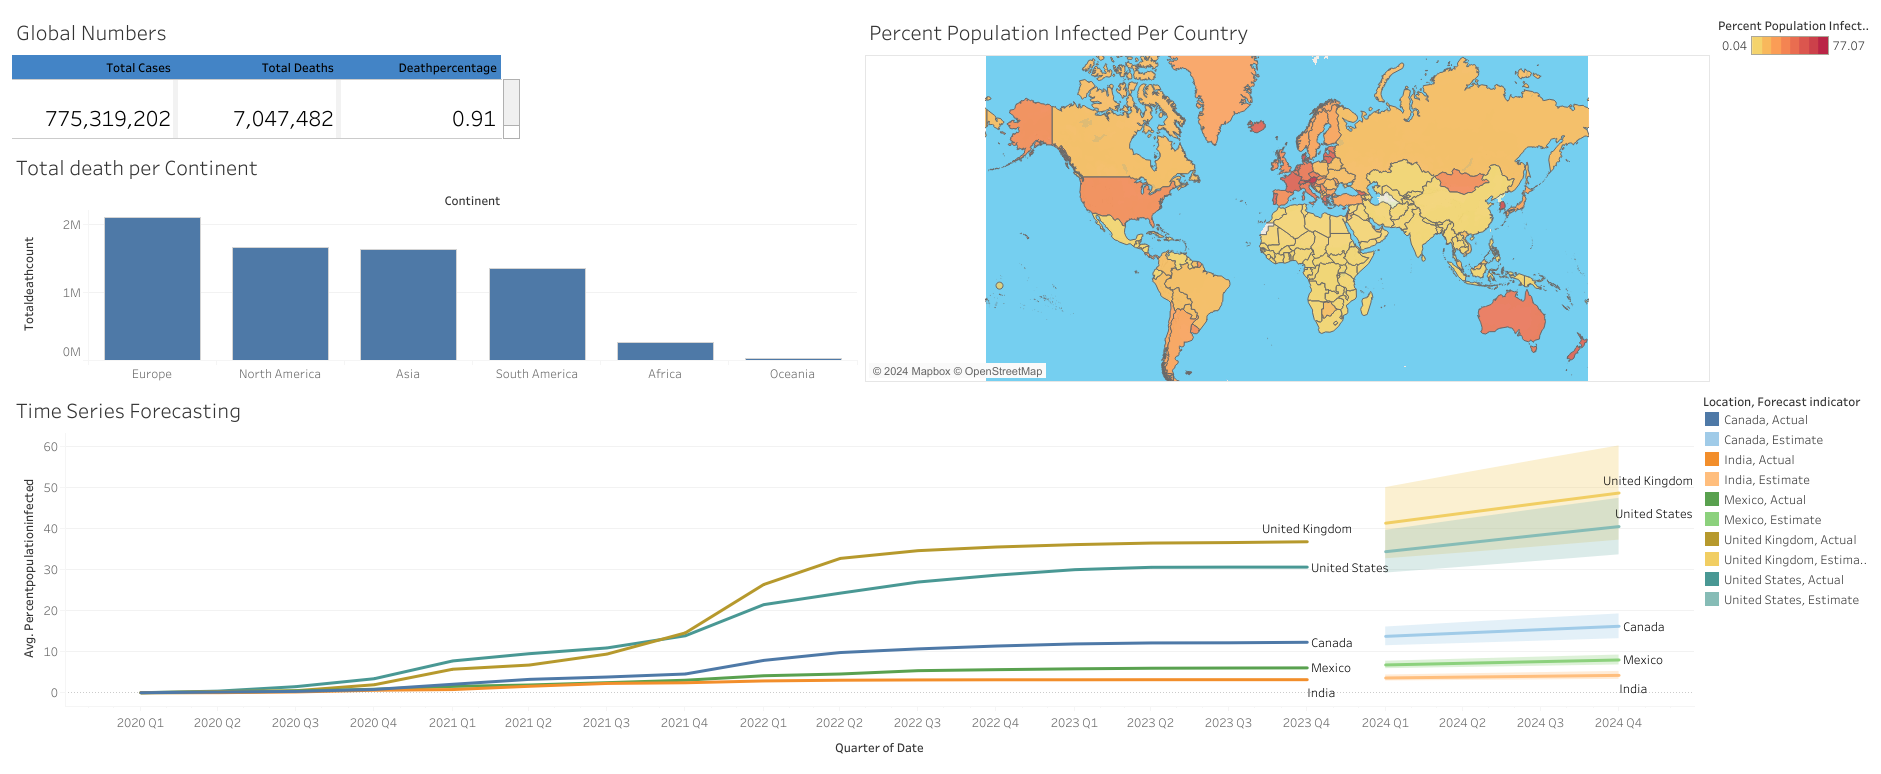 Global Numbers
Total Cases Total Deaths Deathpercentage
775,319,202 7,047,482 0.91
Total death per Continent
Continent
Totaldeathcount
2M
1M
0M
Europe North America Asia South America Africa Oceania
Percent Population Infected Per Country
© 2024 Mapbox © OpenStreetMap
Percent Population Infect..
0.04 77.07
Time Series Forecasting
Avg. Percentpopulationinfected
60
50
40
30
20
10
0
United Kingdom
United States
Canada
Mexico
India
United Kingdom
United States
Canada
Mexico
India
2020 Q1 2020 Q2 2020 Q3 2020 Q4 2021 Q1 2021 Q2 2021 Q3 2021 Q4 2022 Q1 2022 Q2 2022 Q3 2022 Q4 2023 Q1 2023 Q2 2023 Q3 2023 Q4 2024 Q1 2024 Q2 2024 Q3 2024 Q4
Quarter of Date
Location, Forecast indicator
Canada, Actual
Canada, Estimate
India, Actual
India, Estimate
Mexico, Actual
Mexico, Estimate
United Kingdom, Actual
United Kingdom, Estima..
United States, Actual
United States, Estimate